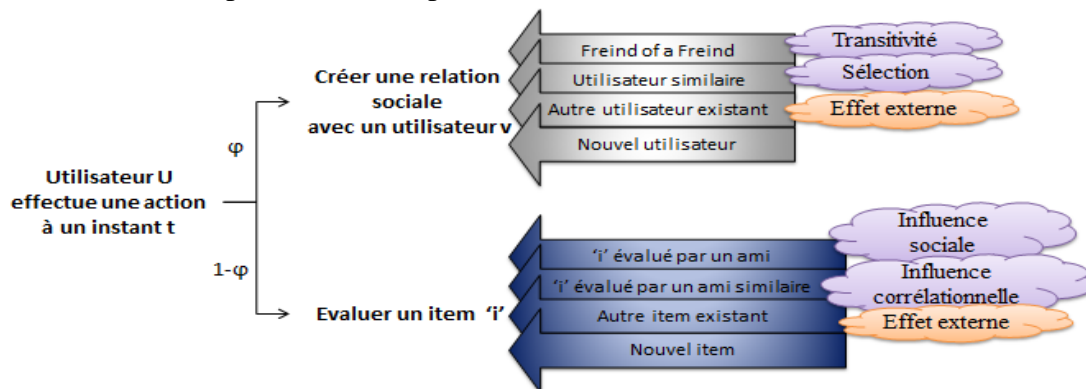 Freind of a Freind
Transitivité
Créer une relation
sociale
avec un utilisateur v
Utilisateur similaire
Sélection
Autre utilisateur existant
Effet externe
Nouvel utilisateur
φ
Utilisateur U
effectue une action
à un instant t
1-φ
Influence
sociale
'i' évalué par un ami
'i' évalué par un ami similaire
Influence
corrélationnelle
Evaluer un item 'i'
Autre item existant
Effet externe
Nouvel item